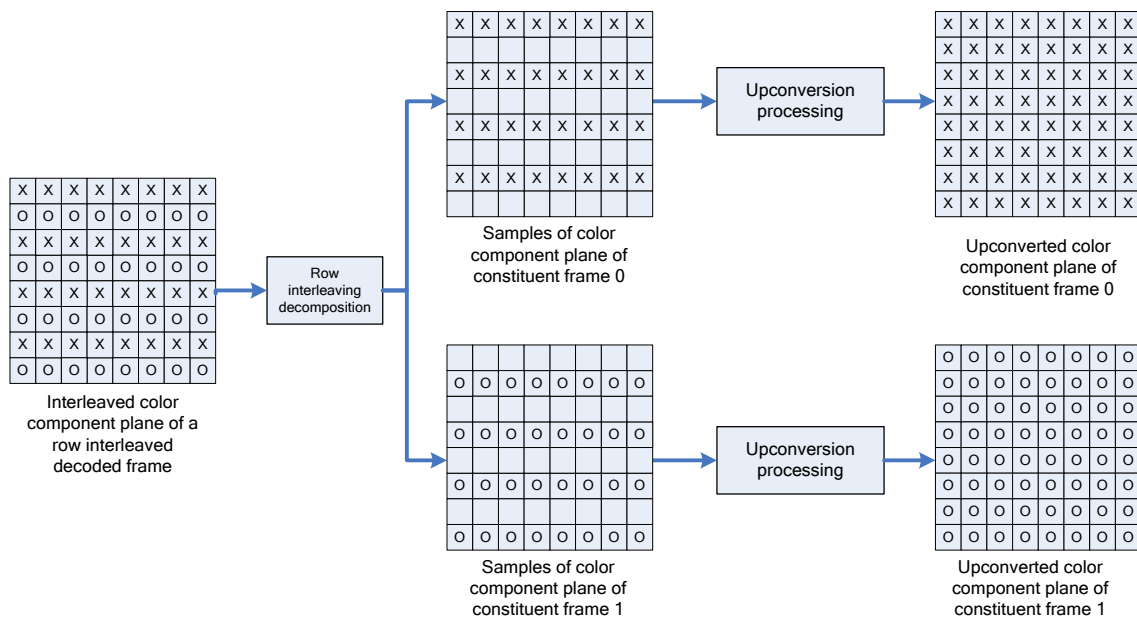 X X X X X X X X
X X X X X X X X
X X X X X X X X
X X X X X X X X
Samples of color
component plane of
constituent frame 0
Upconversion
processing
X X X X X X X X
X X X X X X X X
X X X X X X X X
X X X X X X X X
X X X X X X X X
X X X X X X X X
X X X X X X X X
X X X X X X X X
Upconverted color
component plane of
constituent frame 0
X X X X X X X X
O O O O O O O O
X X X X X X X X
O O O O O O O O
X X X X X X X X
O O O O O O O O
X X X X X X X X
O O O O O O O O
Interleaved color
component plane of a
row interleaved
decoded frame
Row
interleaving
decomposition
O O O O O O O O
O O O O O O O O
O O O O O O O O
O O O O O O O O
Samples of color
component plane of
constituent frame 1
Upconversion
processing
O O O O O O O O
O O O O O O O O
O O O O O O O O
O O O O O O O O
O O O O O O O O
O O O O O O O O
O O O O O O O O
O O O O O O O O
Upconverted color
component plane of
constituent frame 1